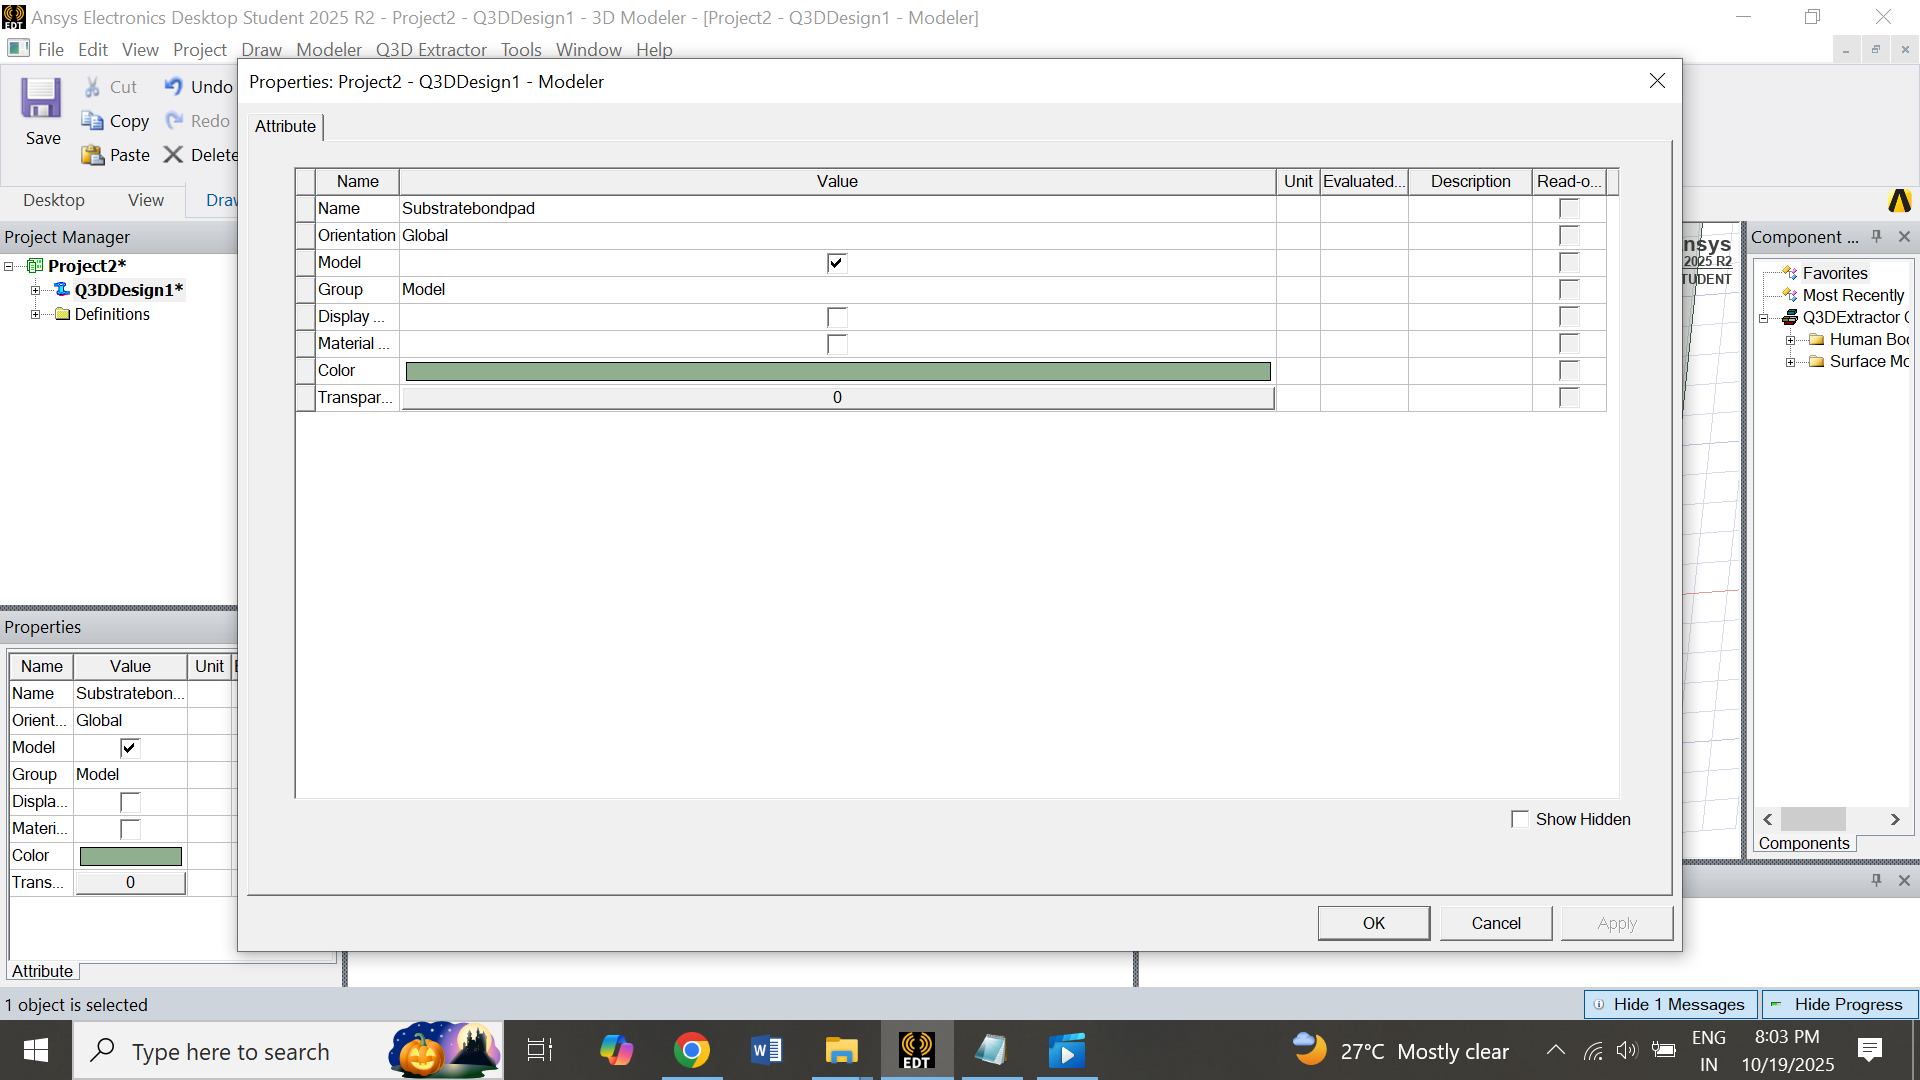 Ansys Electronics Desktop Student 2025 R2 - Project2 - Q3DDesign1 - 3D Modeler - [Project2 - Q3DDesign1 - Modeler]
File Edit View Project Draw Modeler Q3D Extractor Tools Window Help
Save
Cut
Copy
Paste
Undo
Redo
Delete
Desktop View Draw
Project Manager
Project2*
Q3DDesign1*
Definitions
Properties
Name Value Unit
Name Substratebon...
Orient... Global
Model
Group Model
Displa...
Materi...
Color
Trans... 0
Attribute
Properties: Project2 - Q3DDesign1 - Modeler
Attribute
Name Value Unit Evaluated... Description Read-o...
Name Substratebondpad
Orientation Global
Model
Group Model
Display ...
Material ...
Color
Transpar... 0
Show Hidden
OK Cancel Apply
nsys
2025 R2
TUDENT
Component ...
Favorites
Most Recently
Q3DExtractor
Human Bo
Surface Mo
Components
1 object is selected
Hide 1 Messages Hide Progress
EDT
Type here to search
EDT
27°C Mostly clear
ENG
IN
8:03 PM
10/19/2025